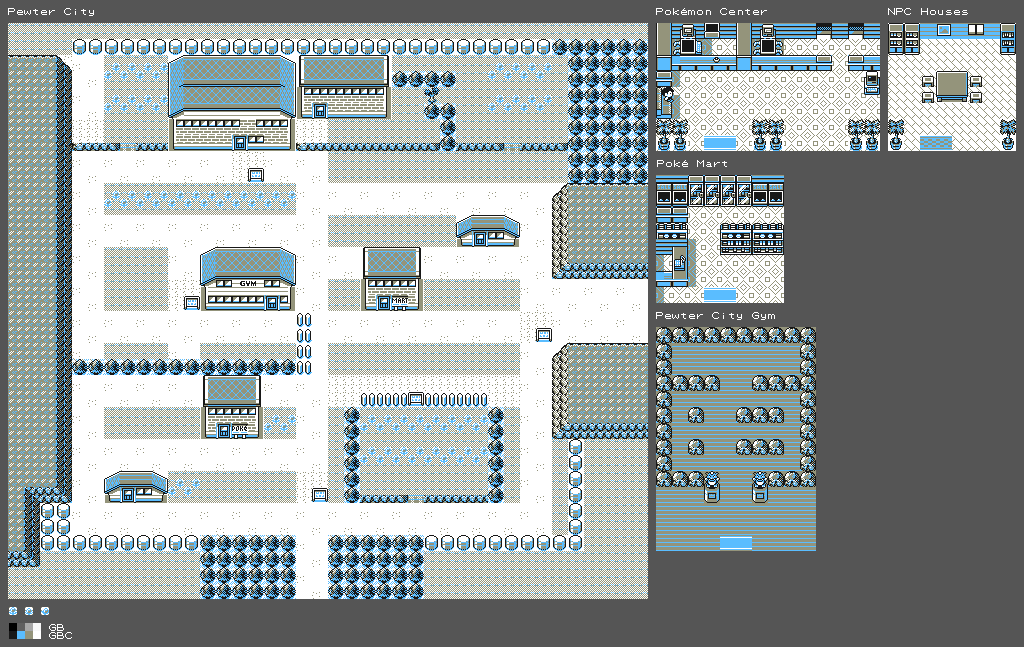 Pewter City
Pokémon Center
NPC Houses
Poké Mart
GYM
MART
Pewter City Gym
POKé
GB
GBC